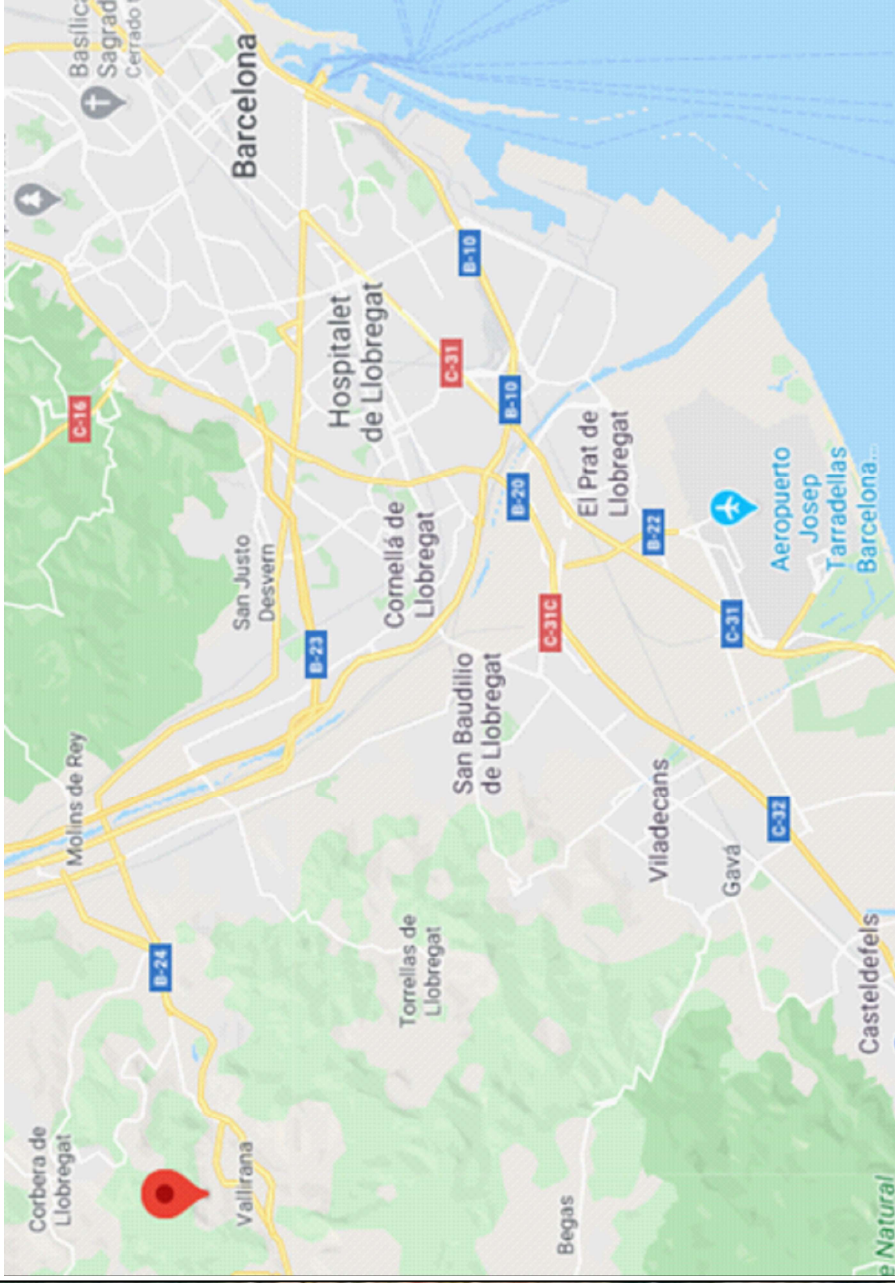 Corbera de
Llobregat
Molins de Rey
C-16
Basílica
Sagrad
Cerrado
B-24
Vallirana
San Justo
Desvern
Barcelona
B-23
Hospitalet
de Llobregat
Torrellas de
Llobregat
Cornellá de
Llobregat
C-31
B-10
San Baudilio
de Llobregat
B-10
B-20
C-31C
Begas
El Prat de
Llobregat
B-22
Viladecans
Gavá
C-31
C-32
Aeropuerto
Josep
Tarradellas
Barcelona...
Casteldefels
e Natural